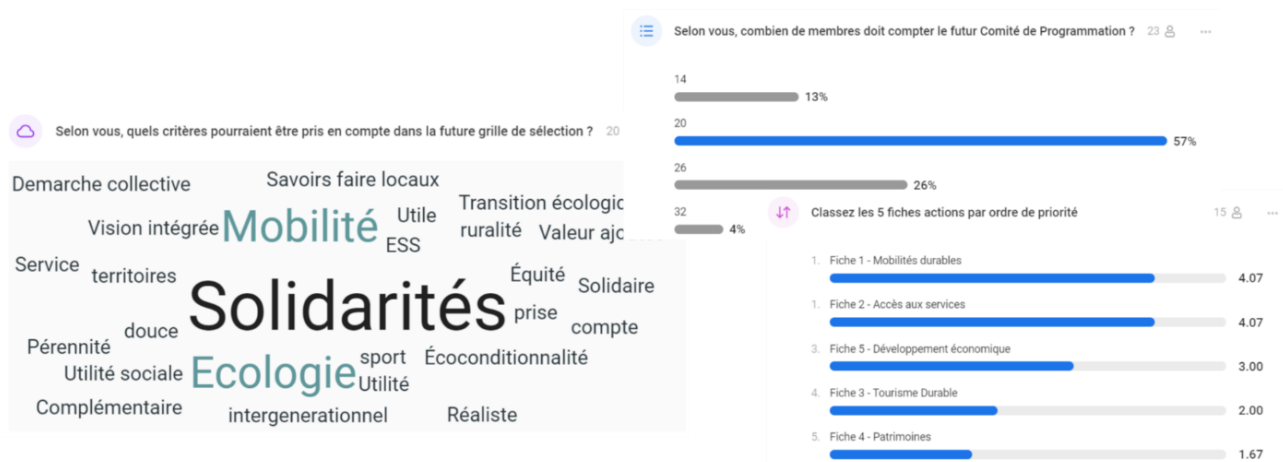 Selon vous, combien de membres doit compter le futur Comité de Programmation ? 23
14
13%
20
57%
26
26%
32
4%
Selon vous, quels critères pourraient être pris en compte dans la future grille de sélection ? 20
Demarche collective
Savoirs faire locaux
Vision intégrée
Mobilité
Utile
ESS
Transition
ruralité
Valeur
Service
territoires
Solidarités
Équité
Solidaire
prise
compte
douce
Pérennité
Utilité sociale
Ecologie
sport
Écoconditionnalité
Utilité
Complémentaire
intergenerationnel
Réaliste
Classez les 5 fiches actions par ordre de priorité 15
1. Fiche 1 - Mobilités durables
4.07
1. Fiche 2 - Accès aux services
4.07
3. Fiche 5 - Développement économique
3.00
4. Fiche 3 - Tourisme Durable
2.00
5. Fiche 4 - Patrimoines
1.67